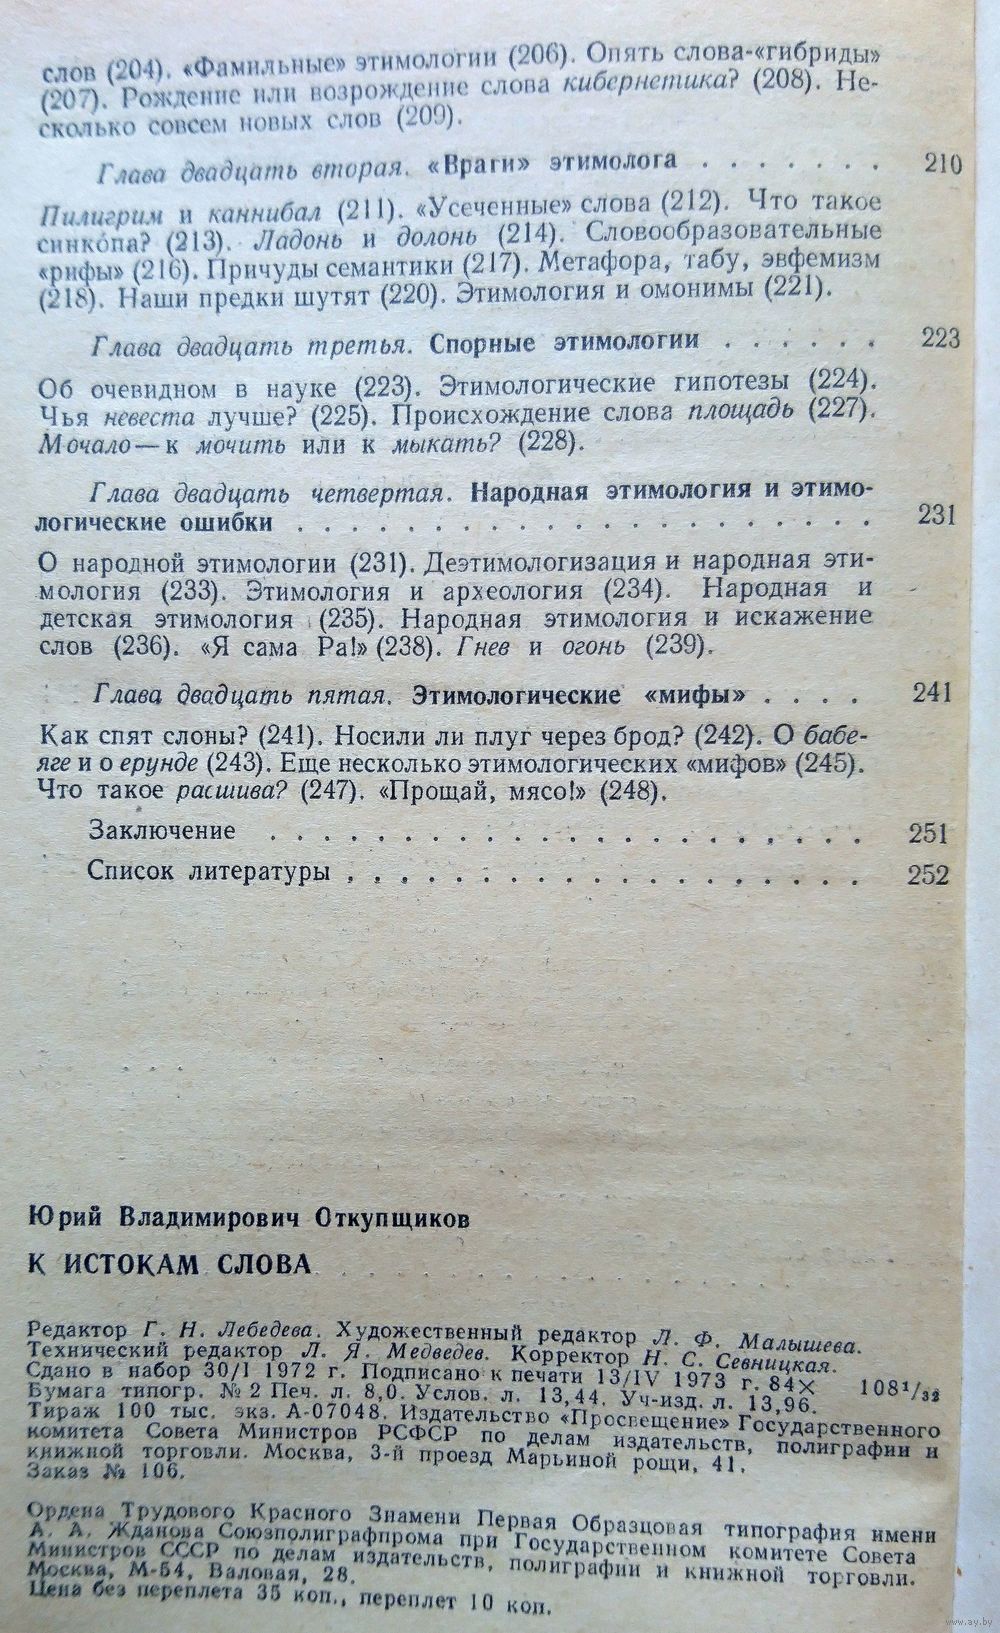 слов (204). «Фамильные» этимологии (206). Опять слова-«гибриды»
(207). Рождение или возрождение слова кибернетика? (208). Не-
сколько совсем новых слов (209).
Глава двадцать вторая. «Враги» этимолога . . . . . . . 210
Пилигрим и каннибал (211). «Усеченные» слова (212). Что такое
синкопа? (213). Ладонь и долонь (214). Словообразовательные
«рифы» (216). Причуды семантики (217). Метафора, табу, эвфемизм
(218). Наши предки шутят (220). Этимология и омонимы (221).
Глава двадцать третья. Спорные этимологии . . . . . . 223
Об очевидном в науке (223). Этимологические гипотезы (224).
Чья невеста лучше? (225). Происхождение слова площадь (227).
Мочало — к мочить или к мыкать? (228).
Глава двадцать четвертая. Народная этимология и этимо-
логические ошибки . . . . . . . . . . . . . . . . . . . . . 231
О народной этимологии (231). Деэтимологизация и народная эти-
мология (233). Этимология и археология (234). Народная и
детская этимология (235). Народная этимология и искажение
слов (236). «Я сама Ра!» (238). Гнев и огонь (239).
Глава двадцать пятая. Этимологические «мифы» . . . . 241
Как спят слоны? (241). Носили ли плуг через брод? (242). О бабе-
яге и о ерунде (243). Еще несколько этимологических «мифов» (245).
Что такое расшива? (247). «Прощай, мясо!» (248).
Заключение . . . . . . . . . . . . . . . . . . . . . . 251
Список литературы . . . . . . . . . . . . . . . . . . . 252
Юрий Владимирович Откупщиков
К ИСТОКАМ СЛОВА
Редактор Г. Н. Лебедева. Художественный редактор Л. Ф. Малышева.
Технический редактор Л. Я. Медведев. Корректор Н. С. Севницкая.
Сдано в набор 30/I 1972 г. Подписано к печати 13/IV 1973 г. 84× 108¹/₃₂
Бумага типогр. № 2 Печ. л. 8,0. Услов. л. 13,44. Уч-изд. л. 13,96.
Тираж 100 тыс. экз. А-07048. Издательство «Просвещение» Государственного
комитета Совета Министров РСФСР по делам издательств, полиграфии и
книжной торговли. Москва, 3-й проезд Марьиной рощи, 41.
Заказ № 106.
Ордена Трудового Красного Знамени Первая Образцовая типография имени
А. А. Жданова Союзполиграфпрома при Государственном комитете Совета
Министров СССР по делам издательств, полиграфии и книжной торговли.
Москва, М-54, Валовая, 28.
Цена без переплета 35 коп., переплет 10 коп.
www.ay.by